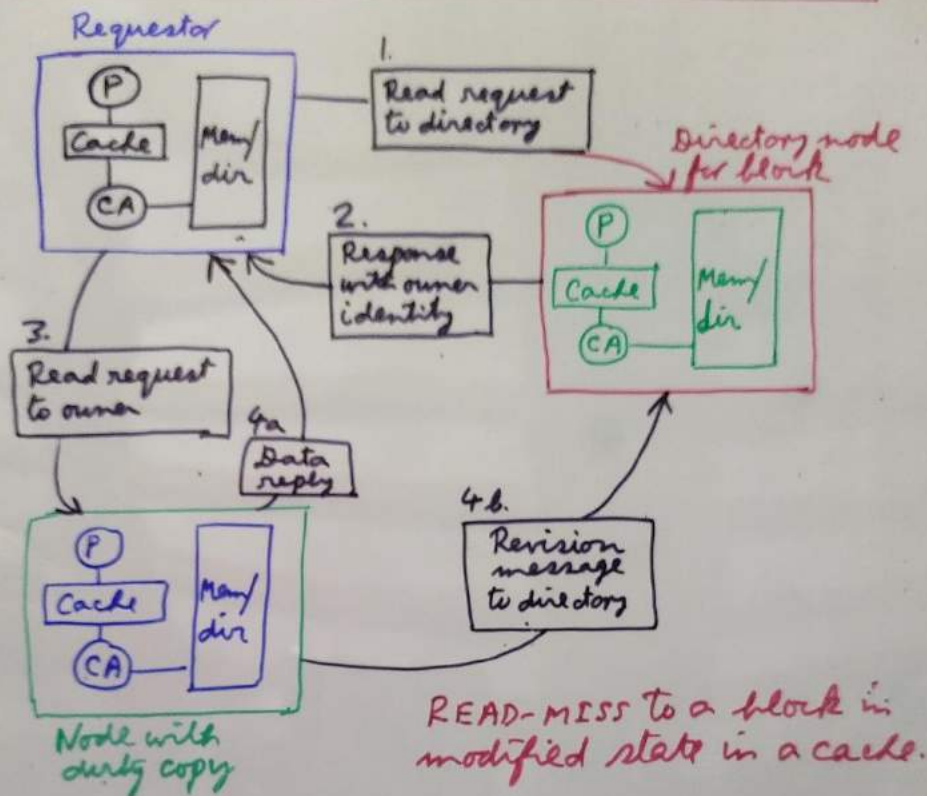 Requestor
P
Cache
CA
Mem/
dir
1.
Read request
to directory
Directory node
for block
P
Cache
CA
Mem/
dir
2.
Response
with owner
identity
3.
Read request
to owner
4a
Data
reply
4b.
Revision
message
to directory
P
Cache
CA
Mem/
dir
Node with
dirty copy
READ-MISS to a block in
modified state in a cache.